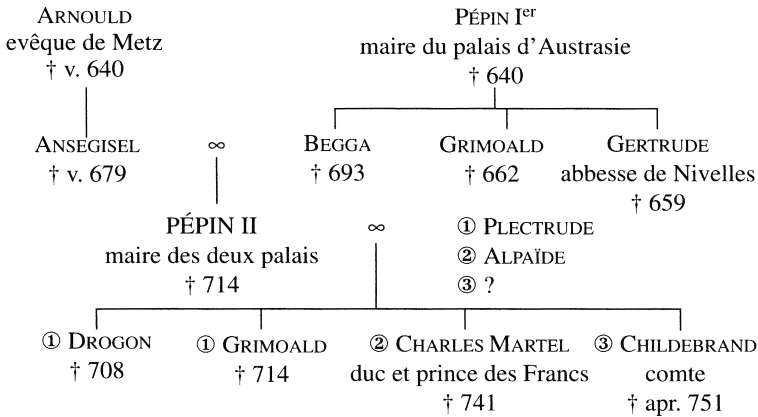 ARNOULD
evêque de Metz
† v. 640
PÉPIN Ier
maire du palais d'Austrasie
† 640
ANSEGISEL
† v. 679
∞
BEGGA
† 693
GRIMOALD
† 662
GERTRUDE
abbesse de Nivelles
† 659
PÉPIN II
maire des deux palais
† 714
∞
① PLECTRUDE
② ALPAÏDE
③ ?
① DROGON
† 708
① GRIMOALD
† 714
② CHARLES MARTEL
duc et prince des Francs
† 741
③ CHILDEBRAND
comte
† apr. 751